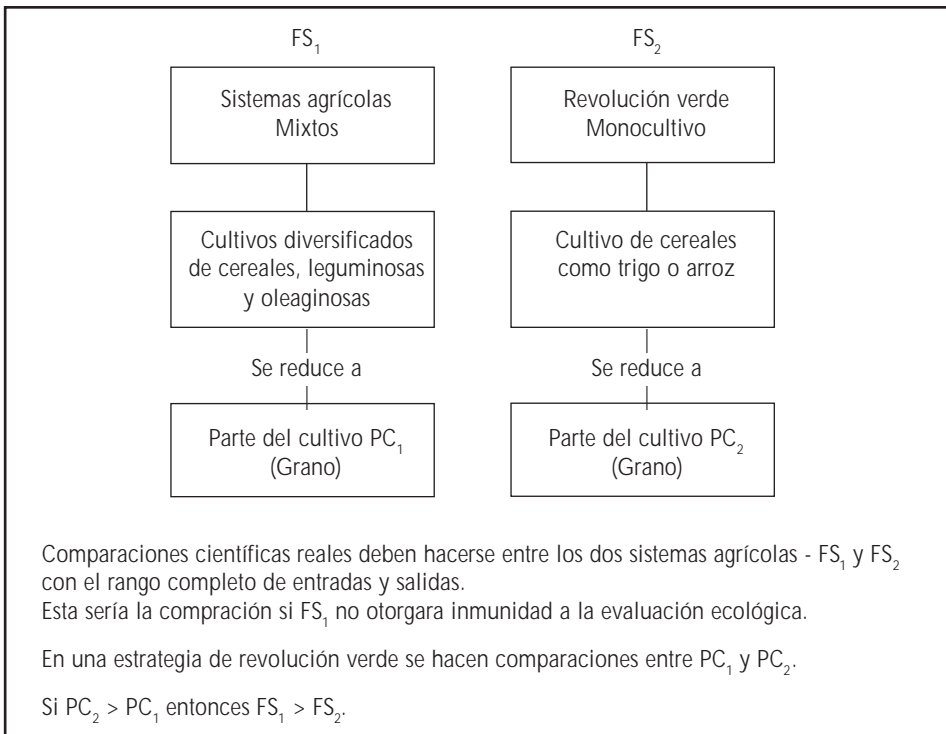 FS₁
FS₂
Sistemas agrícolas
Mixtos
Revolución verde
Monocultivo
Cultivos diversificados
de cereales, leguminosas
y oleaginosas
Cultivo de cereales
como trigo o arroz
Se reduce a
Se reduce a
Parte del cultivo PC₁
(Grano)
Parte del cultivo PC₂
(Grano)
Comparaciones científicas reales deben hacerse entre los dos sistemas agrícolas - FS₁ y FS₂
con el rango completo de entradas y salidas.
Esta sería la compración si FS₁ no otorgara inmunidad a la evaluación ecológica.
En una estrategia de revolución verde se hacen comparaciones entre PC₁ y PC₂.
Si PC₂ > PC₁ entonces FS₁ > FS₂.